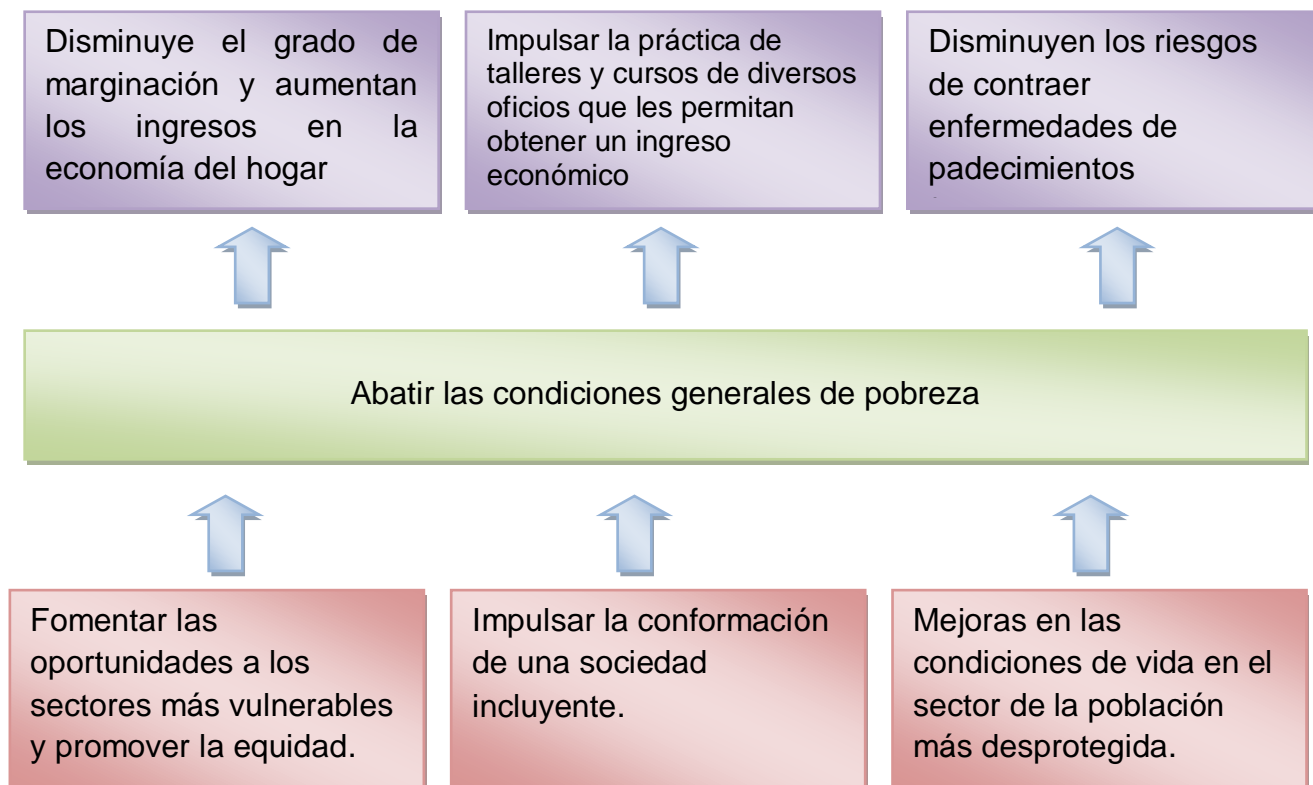 Disminuye el grado de
marginación y aumentan
los ingresos en la
economía del hogar
Impulsar la práctica de
talleres y cursos de diversos
oficios que les permitan
obtener un ingreso
económico
Disminuyen los riesgos
de contraer
enfermedades de
padecimientos
Abatir las condiciones generales de pobreza
Fomentar las
oportunidades a los
sectores más vulnerables
y promover la equidad.
Impulsar la conformación
de una sociedad
incluyente.
Mejoras en las
condiciones de vida en el
sector de la población
más desprotegida.